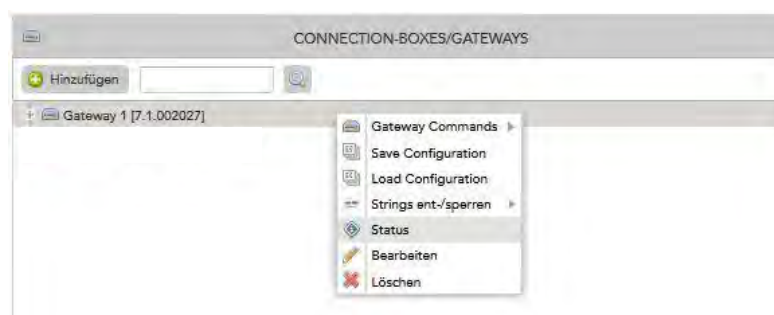 CONNECTION-BOXES/GATEWAYS
Hinzufügen
Gateway 1 [7.1.002027]
Gateway Commands
Save Configuration
Load Configuration
Strings ent-/sperren
Status
Bearbeiten
Löschen